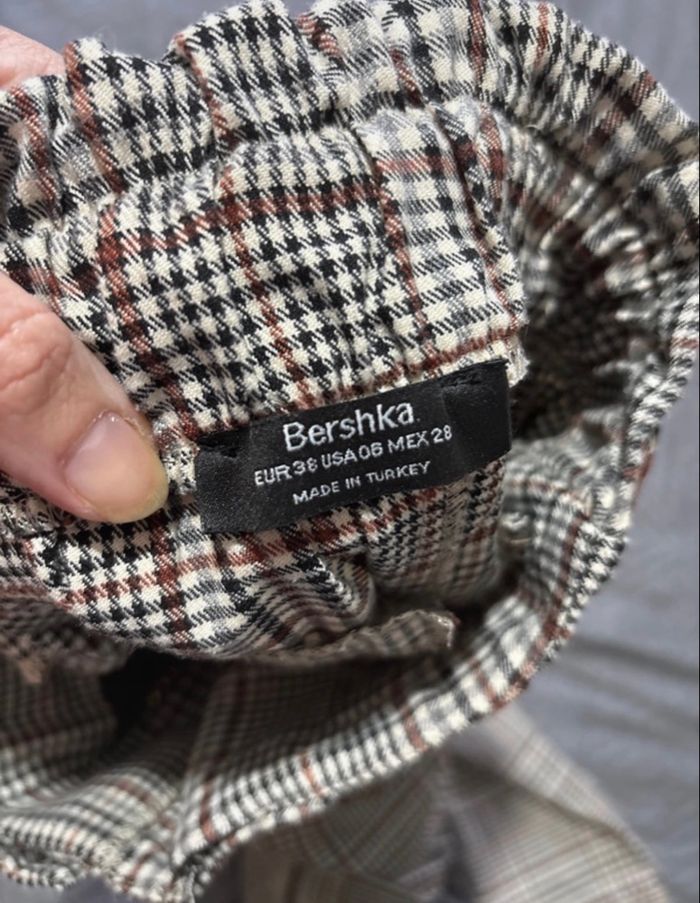 Bershka
EUR 38 USA 06 MEX 28
MADE IN TURKEY